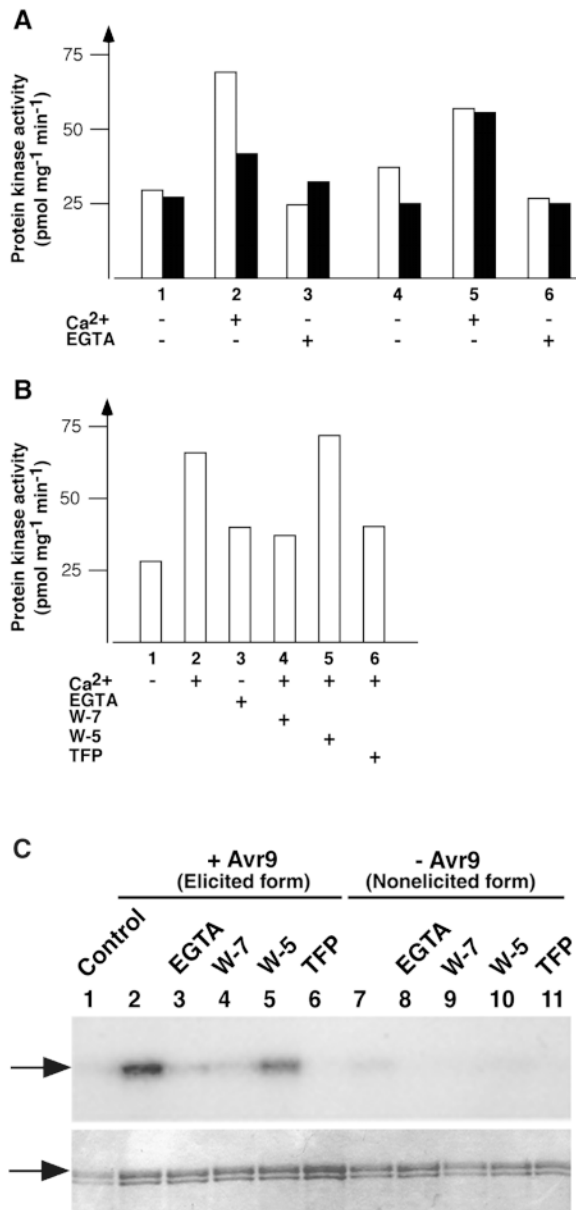 A
Protein kinase activity
(pmol mg-1 min-1)
75
50
25
1 2 3 4 5 6
Ca2+ - + - - + -
EGTA - - + - - +
B
Protein kinase activity
(pmol mg-1 min-1)
75
50
25
1 2 3 4 5 6
Ca2+ - + - + + +
EGTA +
W-7 +
W-5 +
TFP +
C
+ Avr9 - Avr9
(Elicited form) (Nonelicited form)
Control EGTA W-7 W-5 TFP EGTA W-7 W-5 TFP
1 2 3 4 5 6 7 8 9 10 11